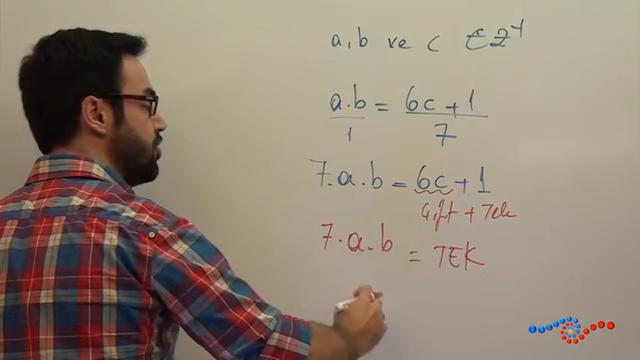 a,b ve c ∈ Z⁺
a.b/1 = (6c+1)/7
7.a.b = 6c+1
Çift + Tek
7.a.b = TEK